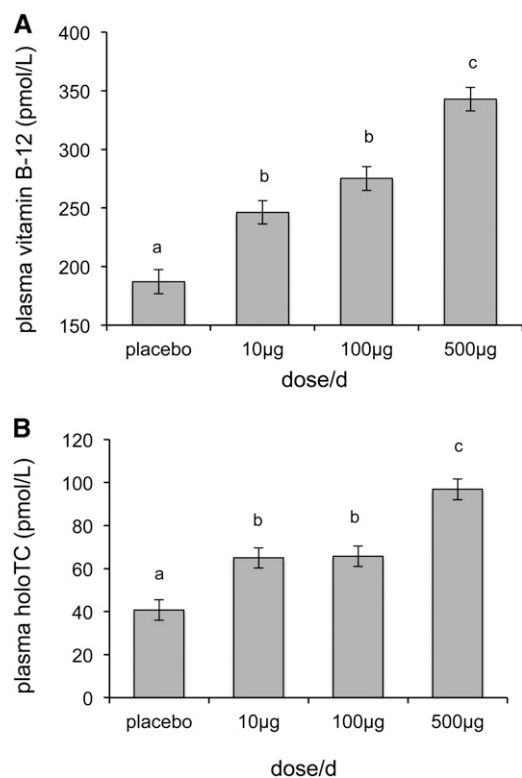 A
plasma vitamin B-12 (pmol/L)
400
350
300
250
200
150
a
b
b
c
placebo 10µg 100µg 500µg
dose/d
B
plasma holoTC (pmol/L)
120
100
80
60
40
20
0
a
b
b
c
placebo 10µg 100µg 500µg
dose/d